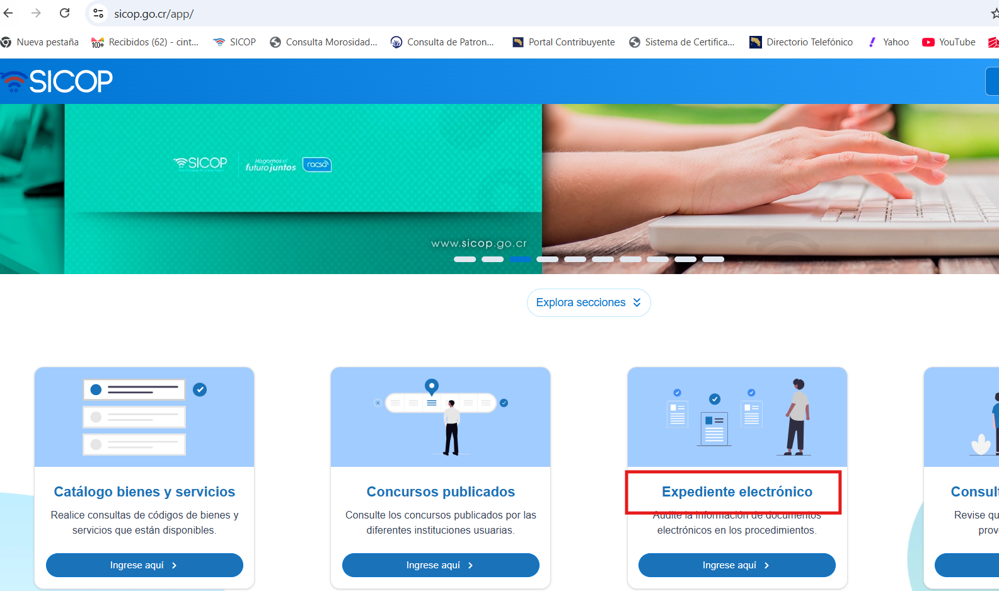 sicop.go.cr/app/
Nueva pestaña
Recibidos (62) - cint...
SICOP
Consulta Morosidad...
Consulta de Patron...
Portal Contribuyente
Sistema de Certifica...
Directorio Telefónico
Yahoo
YouTube
SICOP
SICOP
Hagamos el
futuro juntos
racsa
www.sicop.go.cr
Explora secciones
Catálogo bienes y servicios
Realice consultas de códigos de bienes y
servicios que están disponibles.
Ingrese aquí
Concursos publicados
Consulte los concursos publicados por las
diferentes instituciones usuarias.
Ingrese aquí
Expediente electrónico
Audite la información de documentos
electrónicos en los procedimientos.
Ingrese aquí
Consult
Revise qu
prov